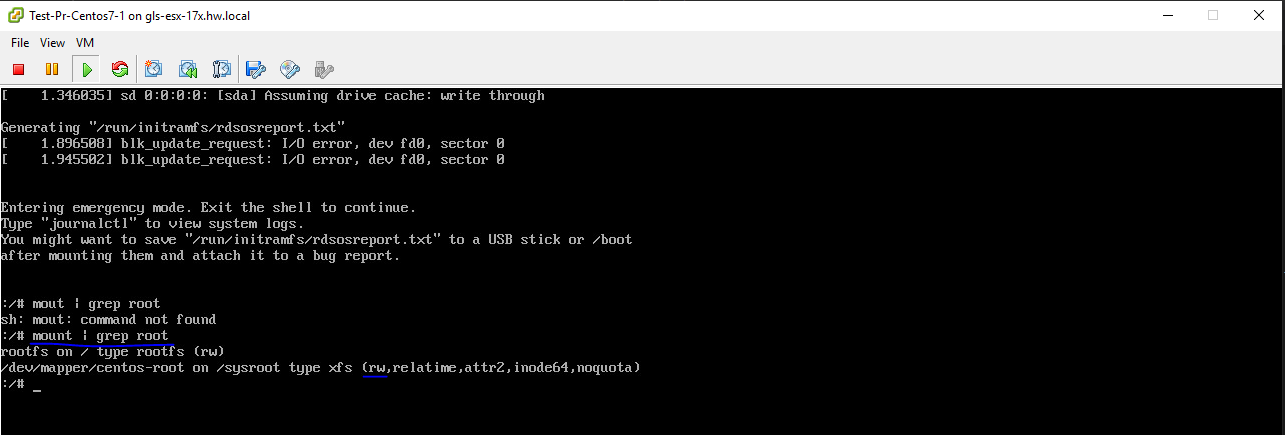 Test-Pr-Centos7-1 on gls-esx-17x.hw.local
File View VM
[    1.346035] sd 0:0:0:0: [sda] Assuming drive cache: write through
Generating "/run/initramfs/rdsosreport.txt"
[    1.896508] blk_update_request: I/O error, dev fd0, sector 0
[    1.945502] blk_update_request: I/O error, dev fd0, sector 0
Entering emergency mode. Exit the shell to continue.
Type "journalctl" to view system logs.
You might want to save "/run/initramfs/rdsosreport.txt" to a USB stick or /boot
after mounting them and attach it to a bug report.
:/# mout | grep root
sh: mout: command not found
:/# mount | grep root
rootfs on / type rootfs (rw)
/dev/mapper/centos-root on /sysroot type xfs (rw,relatime,attr2,inode64,noquota)
:/# _